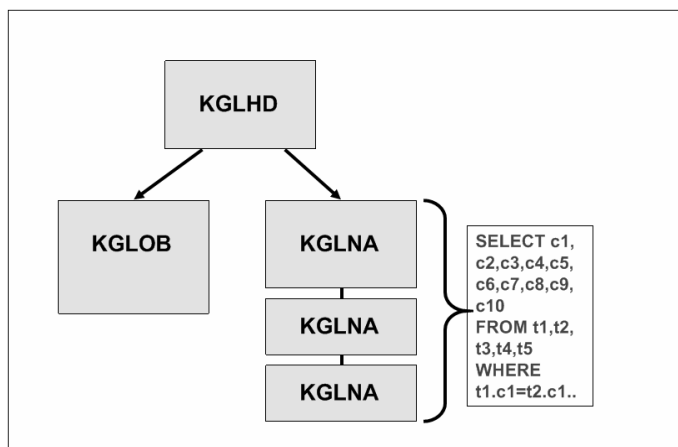 KGLHD
KGLOB
KGLNA
KGLNA
KGLNA
SELECT c1,
c2,c3,c4,c5,
c6,c7,c8,c9,
c10
FROM t1,t2,
t3,t4,t5
WHERE
t1.c1=t2.c1..